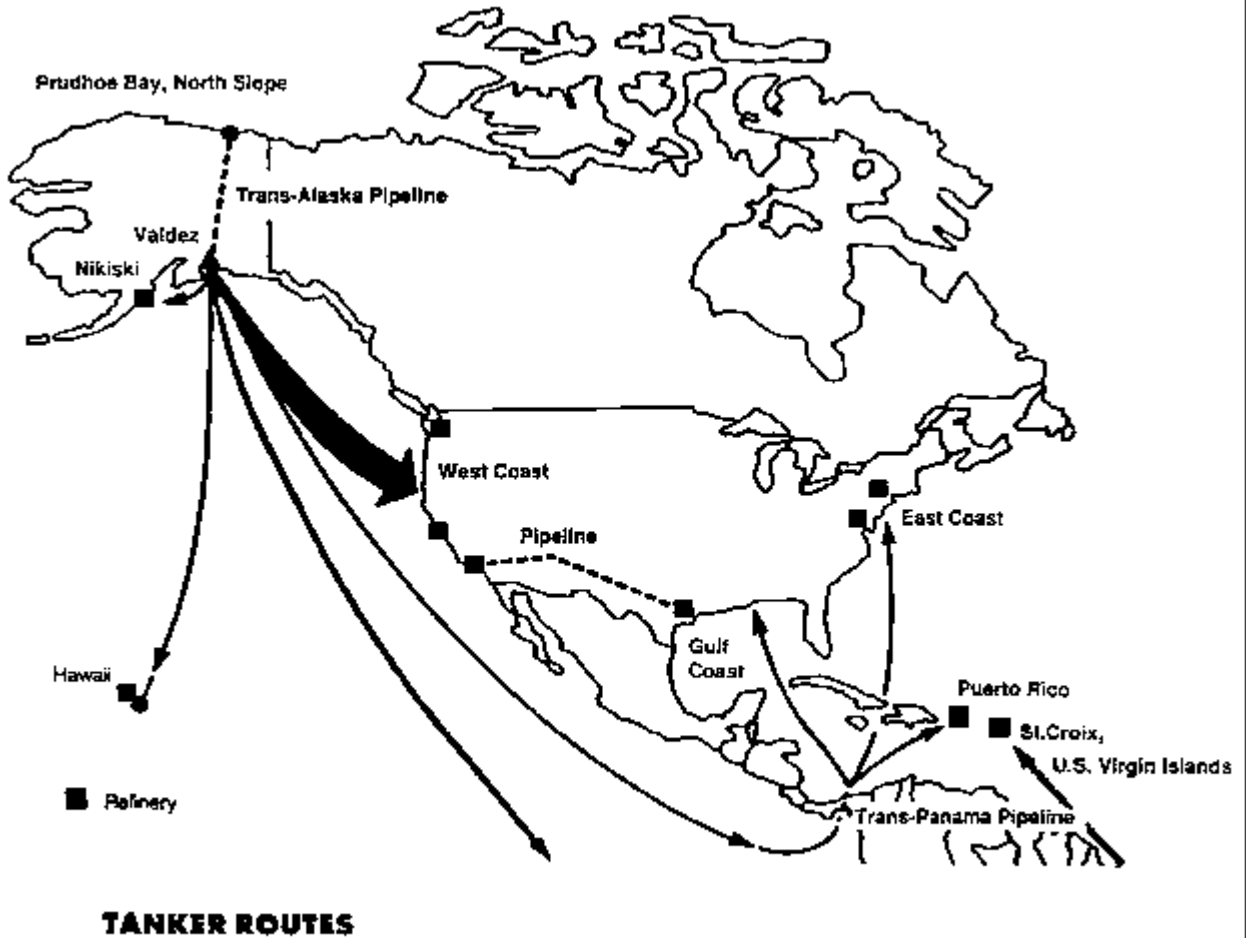 Prudhoe Bay, North Slope
Trans-Alaska Pipeline
Valdez
Nikiski
West Coast
East Coast
Pipeline
Gulf
Coast
Hawaii
Puerto Rico
St.Croix,
U.S. Virgin Islands
Refinery
Trans-Panama Pipeline
TANKER ROUTES